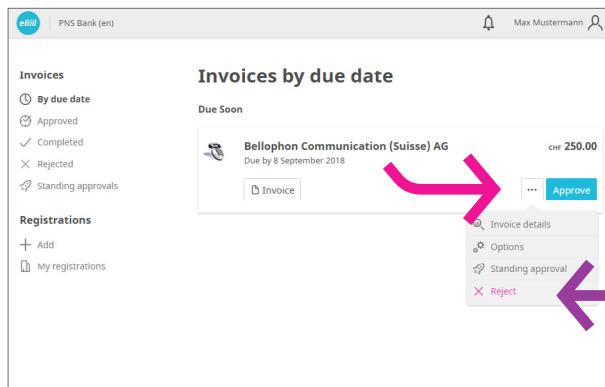 eBill PNS Bank (en) Max Mustermann
Invoices
By due date
Approved
Completed
Rejected
Standing approvals
Registrations
Add
My registrations
Invoices by due date
Due Soon
Bellophon Communication (Suisse) AG CHF 250.00
Due by 8 September 2018
Invoice ... Approve
Invoice details
Options
Standing approval
Reject